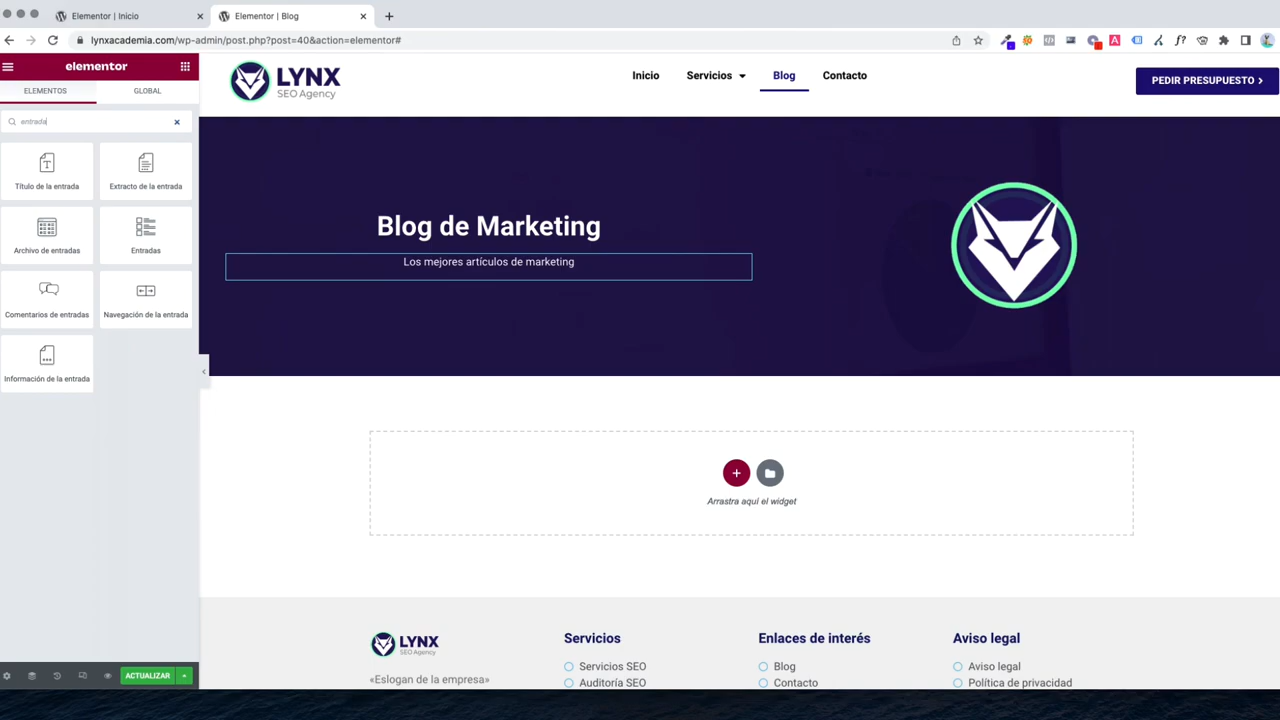 Elementor | Inicio
Elementor | Blog
lynxacademia.com/wp-admin/post.php?post=40&action=elementor#
elementor
ELEMENTOS
GLOBAL
entrada
Título de la entrada
Extracto de la entrada
Archivo de entradas
Entradas
Comentarios de entradas
Navegación de la entrada
Información de la entrada
ACTUALIZAR
LYNX
SEO Agency
Inicio
Servicios
Blog
Contacto
PEDIR PRESUPUESTO
Blog de Marketing
Los mejores artículos de marketing
Arrastra aquí el widget
LYNX
SEO Agency
«Eslogan de la empresa»
Servicios
Servicios SEO
Auditoría SEO
Enlaces de interés
Blog
Contacto
Aviso legal
Aviso legal
Política de privacidad